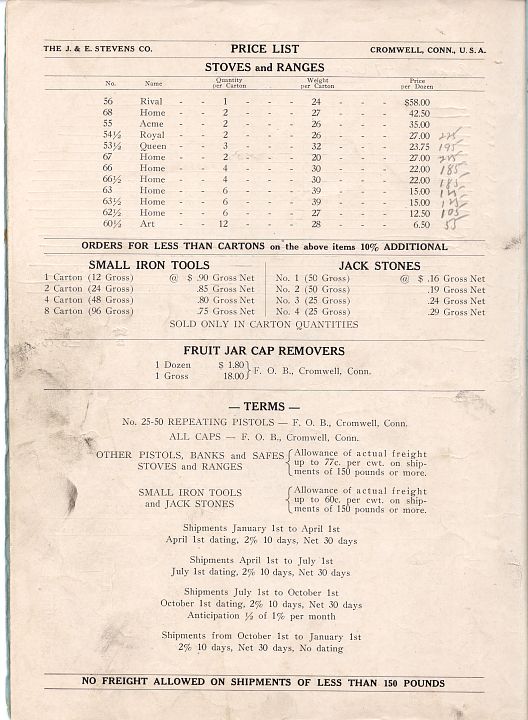 THE J. & E. STEVENS CO. PRICE LIST CROMWELL, CONN., U. S. A.
STOVES and RANGES
No. Name Quantity per Carton Weight per Carton Price per Dozen
56 Rival - - 1 - - - 24 - - - $58.00
68 Home - - 2 - - - 27 - - - 42.50
55 Acme - - 2 - - - 26 - - - 35.00
54½ Royal - - 2 - - - 26 - - - 27.00 225
53½ Queen - - 3 - - - 32 - - - 23.75 195
67 Home - - 2 - - - 20 - - - 27.00 225
66 Home - - 4 - - - 30 - - - 22.00 185
66½ Home - - 4 - - - 30 - - - 22.00 185
63 Home - - 6 - - - 39 - - - 15.00 125
63½ Home - - 6 - - - 39 - - - 15.00 125
62½ Home - - 6 - - - 27 - - - 12.50 105
60½ Art - - 12 - - - 28 - - - 6.50 55
ORDERS FOR LESS THAN CARTONS on the above items 10% ADDITIONAL
SMALL IRON TOOLS
1 Carton (12 Gross) @ $ .90 Gross Net
2 Carton (24 Gross) .85 Gross Net
4 Carton (48 Gross) .80 Gross Net
8 Carton (96 Gross) .75 Gross Net
JACK STONES
No. 1 (50 Gross) @ $ .16 Gross Net
No. 2 (50 Gross) .19 Gross Net
No. 3 (25 Gross) .24 Gross Net
No. 4 (25 Gross) .29 Gross Net
SOLD ONLY IN CARTON QUANTITIES
FRUIT JAR CAP REMOVERS
1 Dozen $ 1.80
1 Gross 18.00 } F. O. B., Cromwell, Conn.
— TERMS —
No. 25-50 REPEATING PISTOLS — F. O. B., Cromwell, Conn.
ALL CAPS — F. O. B., Cromwell, Conn.
OTHER PISTOLS, BANKS and SAFES
STOVES and RANGES
{ Allowance of actual freight
up to 77c. per cwt. on ship-
ments of 150 pounds or more.
SMALL IRON TOOLS
and JACK STONES
{ Allowance of actual freight
up to 60c. per cwt. on ship-
ments of 150 pounds or more.
Shipments January 1st to April 1st
April 1st dating, 2% 10 days, Net 30 days
Shipments April 1st to July 1st
July 1st dating, 2% 10 days, Net 30 days
Shipments July 1st to October 1st
October 1st dating, 2% 10 days, Net 30 days
Anticipation ½ of 1% per month
Shipments from October 1st to January 1st
2% 10 days, Net 30 days, No dating
NO FREIGHT ALLOWED ON SHIPMENTS OF LESS THAN 150 POUNDS